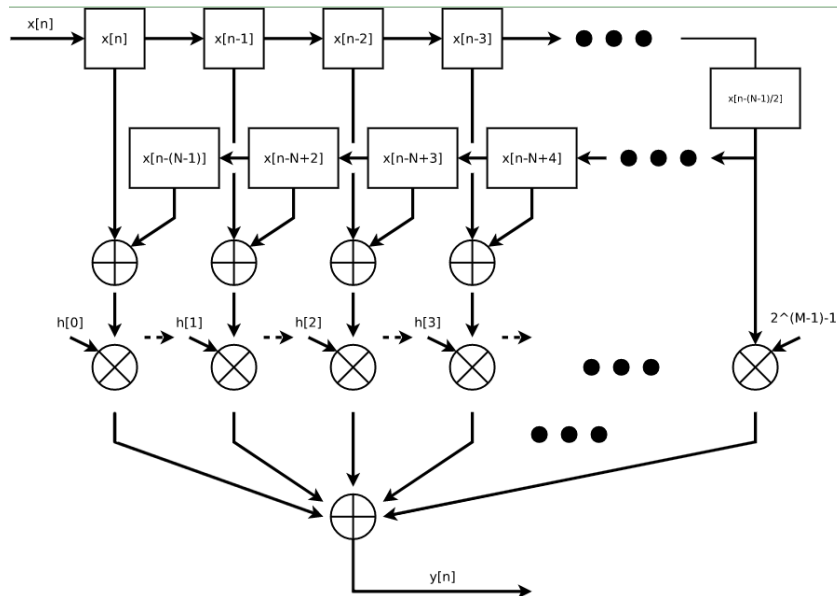 x[n]
x[n]
x[n-1]
x[n-2]
x[n-3]
x[n-(N-1)/2]
x[n-(N-1)]
x[n-N+2]
x[n-N+3]
x[n-N+4]
h[0]
h[1]
h[2]
h[3]
2^(M-1)-1
y[n]